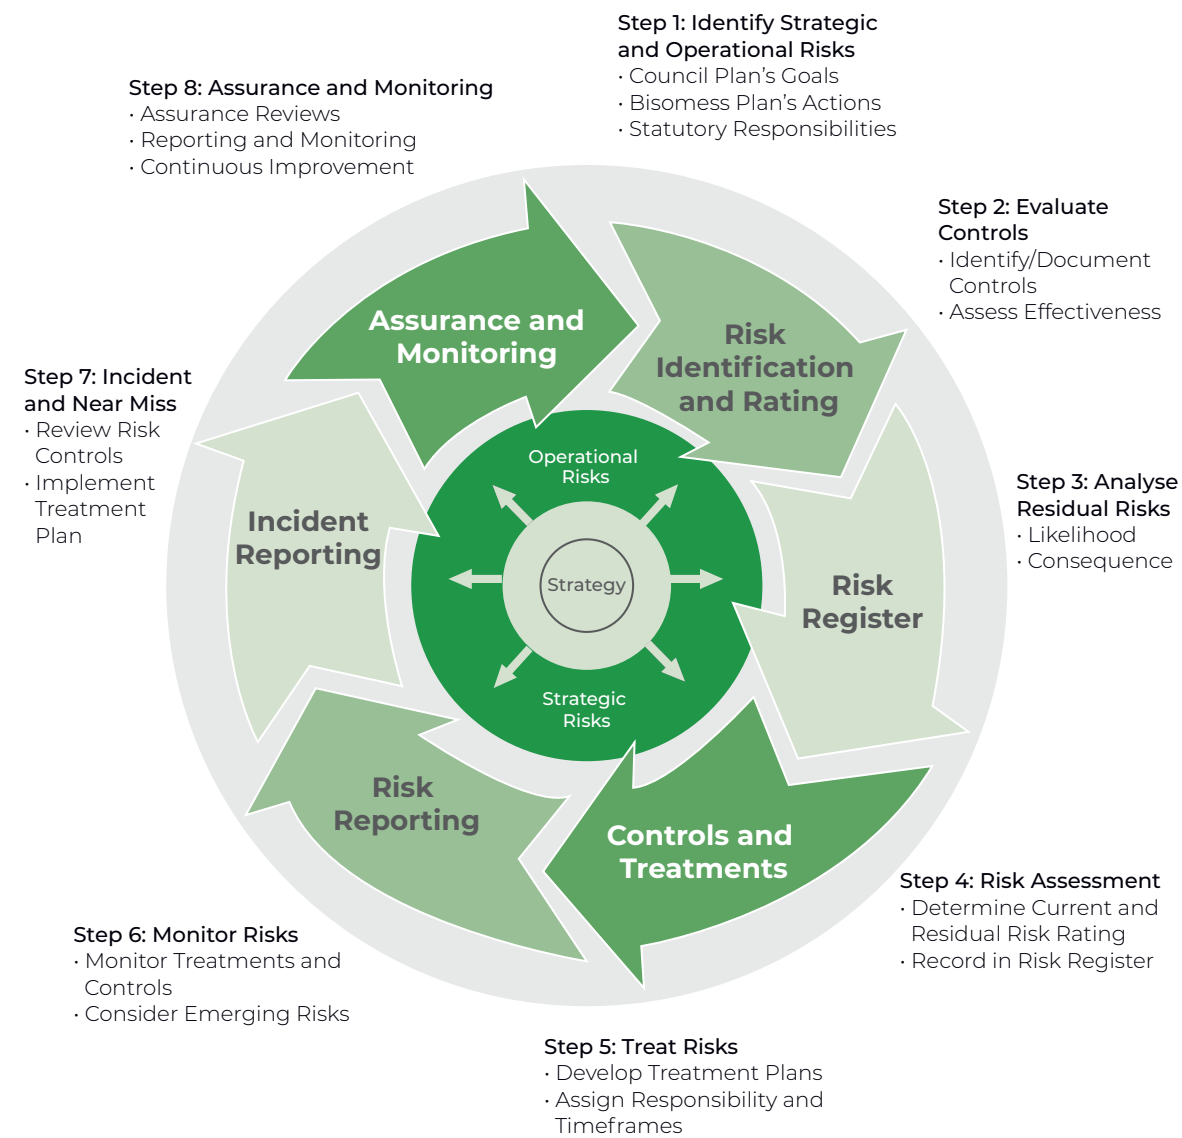 Step 1: Identify Strategic
and Operational Risks
· Council Plan's Goals
· Bisomess Plan's Actions
· Statutory Responsibilities
Step 8: Assurance and Monitoring
· Assurance Reviews
· Reporting and Monitoring
· Continuous Improvement
Step 2: Evaluate
Controls
· Identify/Document
Controls
· Assess Effectiveness
Assurance and
Monitoring
Risk
Identification
and Rating
Step 7: Incident
and Near Miss
· Review Risk
Controls
· Implement
Treatment
Plan
Operational
Risks
Step 3: Analyse
Residual Risks
· Likelihood
· Consequence
Incident
Reporting
Strategy
Risk
Register
Strategic
Risks
Risk
Reporting
Controls and
Treatments
Step 4: Risk Assessment
· Determine Current and
Residual Risk Rating
· Record in Risk Register
Step 6: Monitor Risks
· Monitor Treatments and
Controls
· Consider Emerging Risks
Step 5: Treat Risks
· Develop Treatment Plans
· Assign Responsibility and
Timeframes